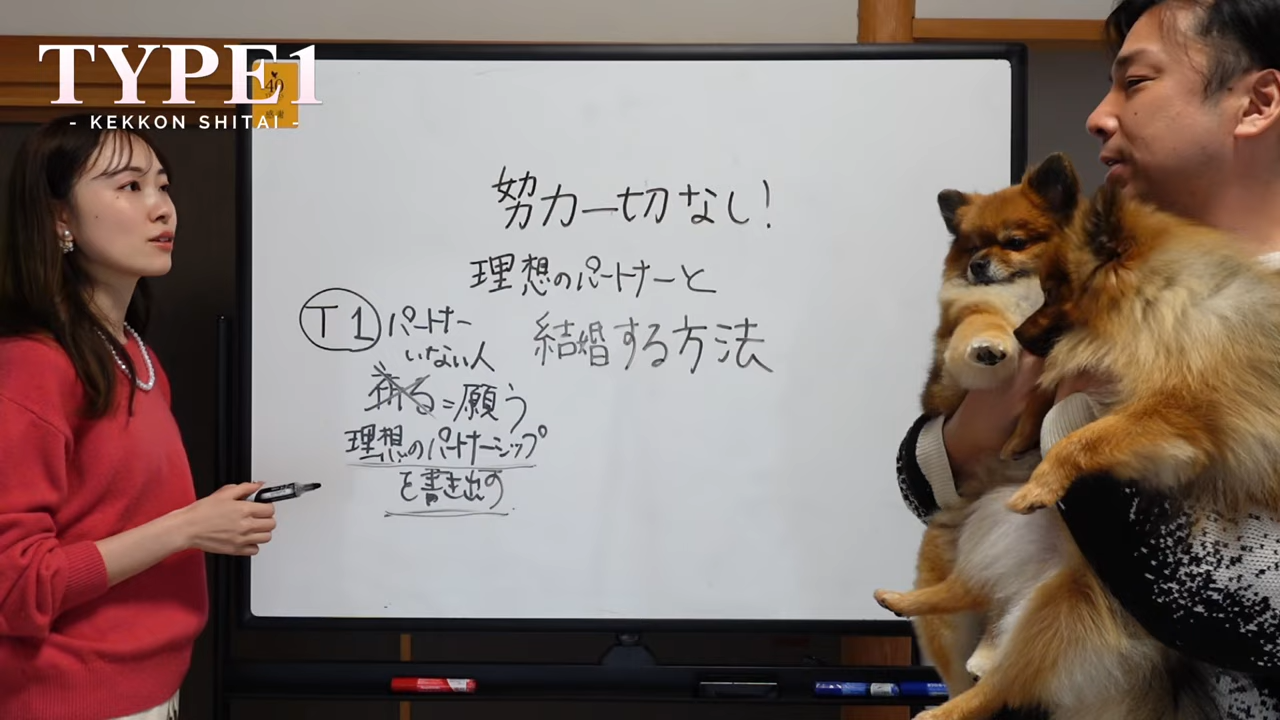 TYPE1
- KEKKON SHITAI -
努力一切なし!
理想のパートナーと
結婚する方法
T1 パートナー
いない人
祈る=願う
理想のパートナーシップ
を書き出す